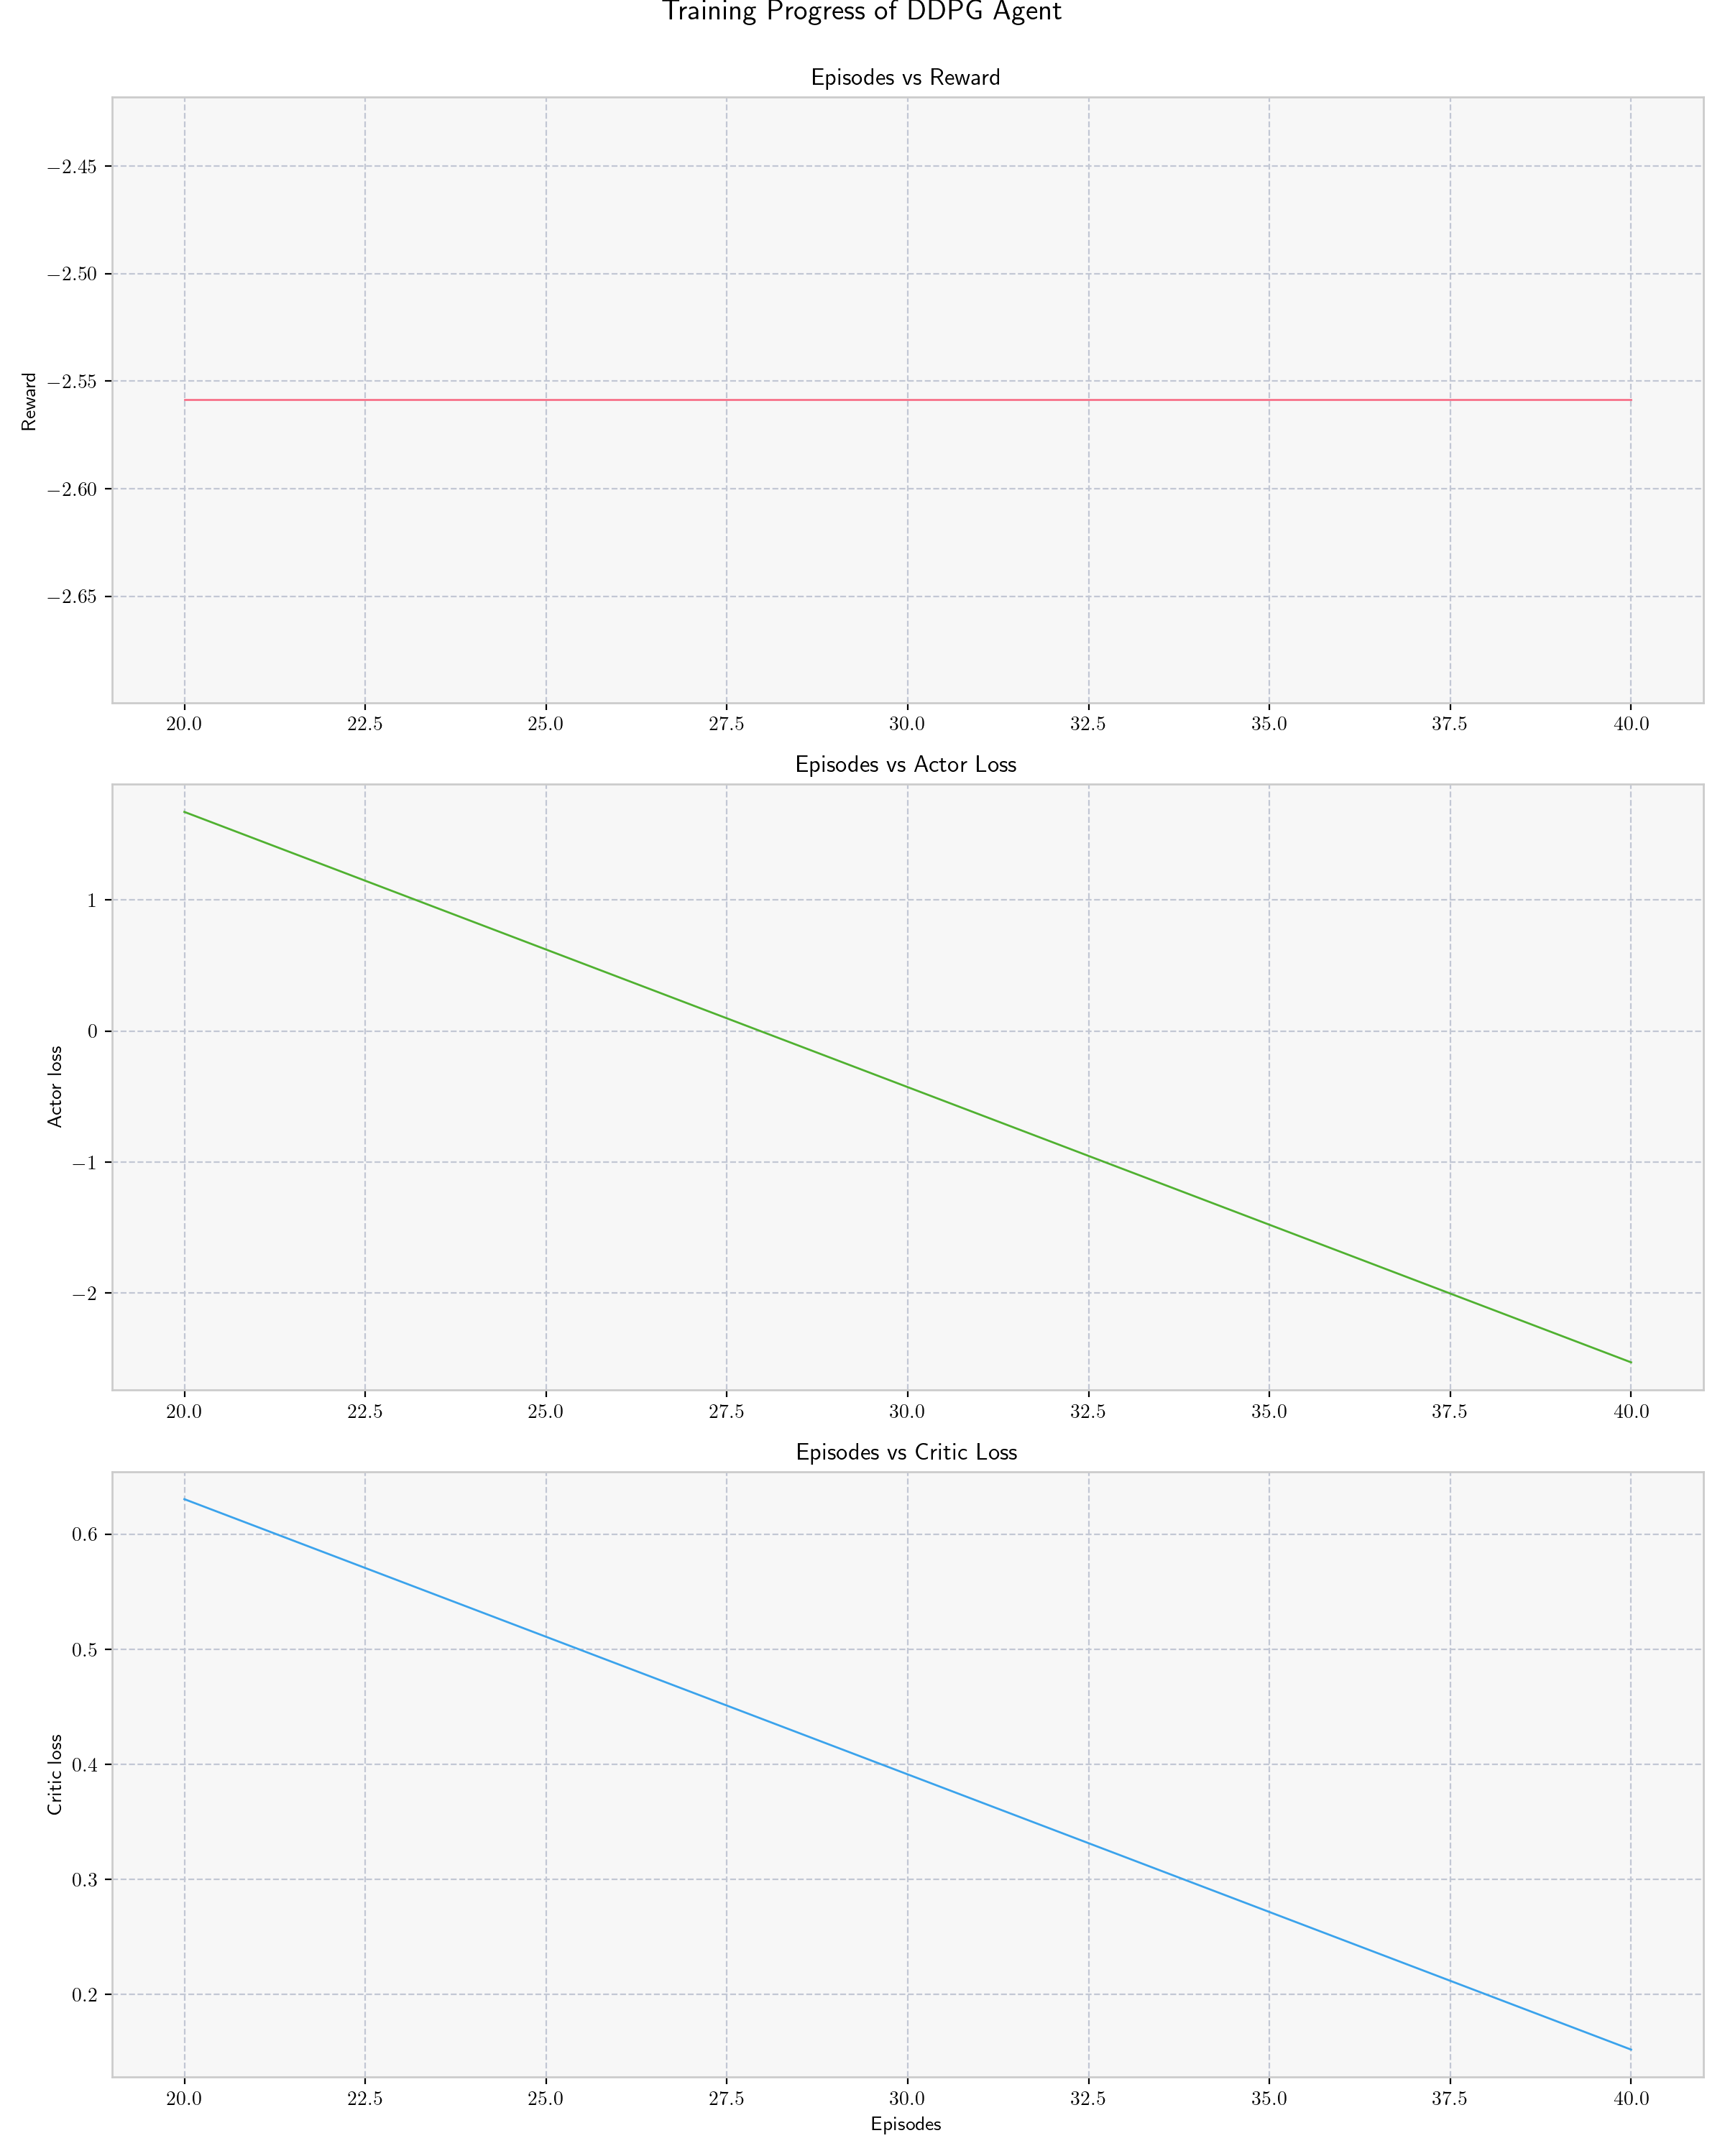 Training Progress of DDPG Agent
Episodes vs Reward
Reward
−2.45
−2.50
−2.55
−2.60
−2.65
20.0 22.5 25.0 27.5 30.0 32.5 35.0 37.5 40.0
Episodes vs Actor Loss
Actor loss
1
0
−1
−2
20.0 22.5 25.0 27.5 30.0 32.5 35.0 37.5 40.0
Episodes vs Critic Loss
Critic loss
0.6
0.5
0.4
0.3
0.2
20.0 22.5 25.0 27.5 30.0 32.5 35.0 37.5 40.0
Episodes